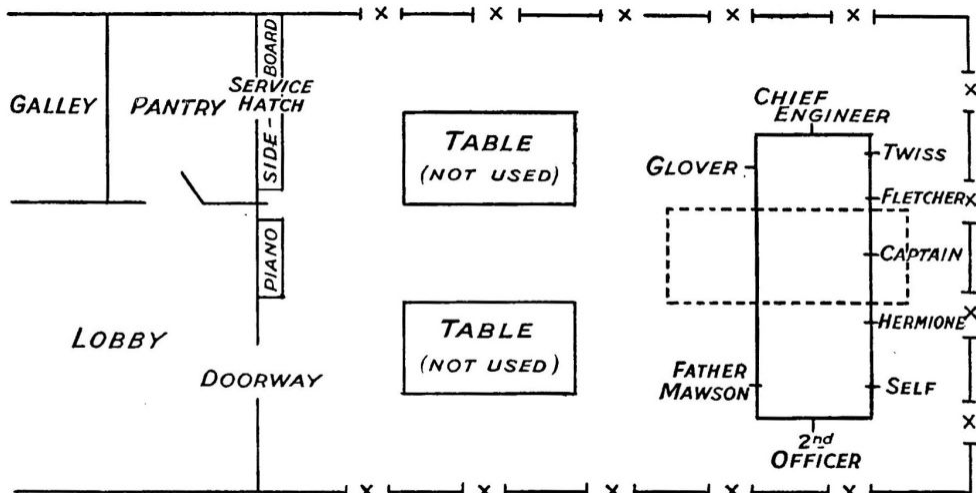 GALLEY
PANTRY
SERVICE
HATCH
SIDE-BOARD
PIANO
LOBBY
DOORWAY
TABLE
(NOT USED)
TABLE
(NOT USED)
CHIEF
ENGINEER
GLOVER
TWISS
FLETCHER
CAPTAIN
HERMIONE
FATHER
MAWSON
SELF
2nd
OFFICER
X
X
X
X
X
X
X
X
X
X
X
X
X
X